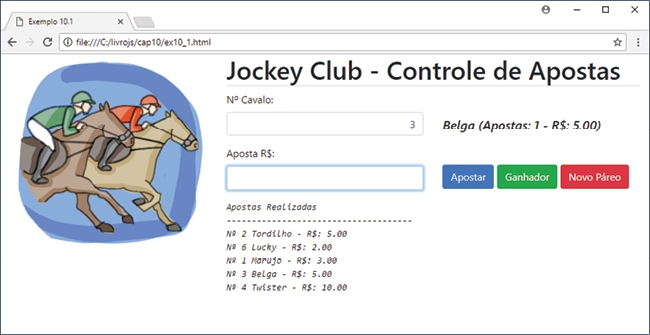 Exemplo 10.1
file:///C:/livrojs/cap10/ex10_1.html
Jockey Club - Controle de Apostas
Nº Cavalo:
3
Belga (Apostas: 1 - R$: 5.00)
Aposta R$:
Apostar
Ganhador
Novo Páreo
Apostas Realizadas
------------------------------------
Nº 2 Tordilho - R$: 5.00
Nº 6 Lucky - R$: 2.00
Nº 1 Marujo - R$: 3.00
Nº 3 Belga - R$: 5.00
Nº 4 Twister - R$: 10.00